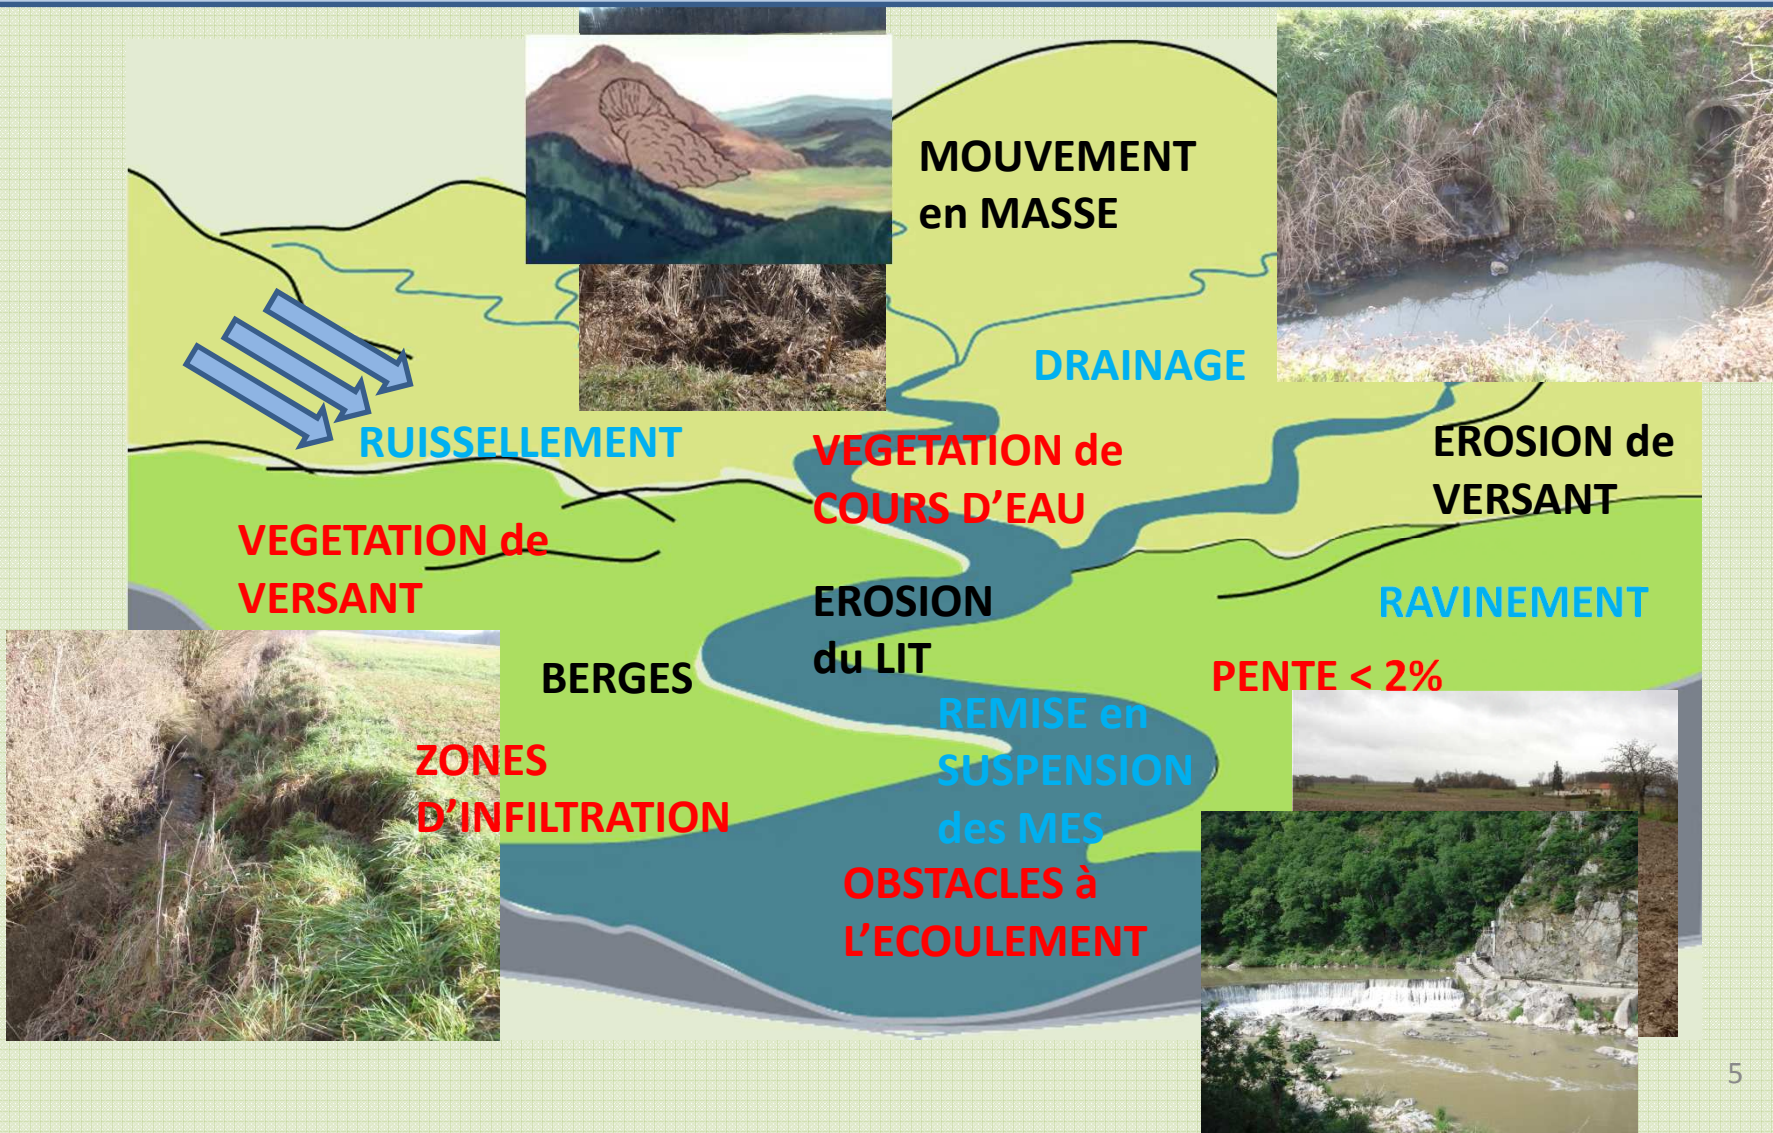 MOUVEMENT
en MASSE
DRAINAGE
RUISSELLEMENT
VEGETATION de
COURS D'EAU
EROSION de
VERSANT
VEGETATION de
VERSANT
EROSION
du LIT
RAVINEMENT
BERGES
PENTE < 2%
REMISE en
SUSPENSION
des MES
ZONES
D'INFILTRATION
OBSTACLES à
L'ECOULEMENT
5